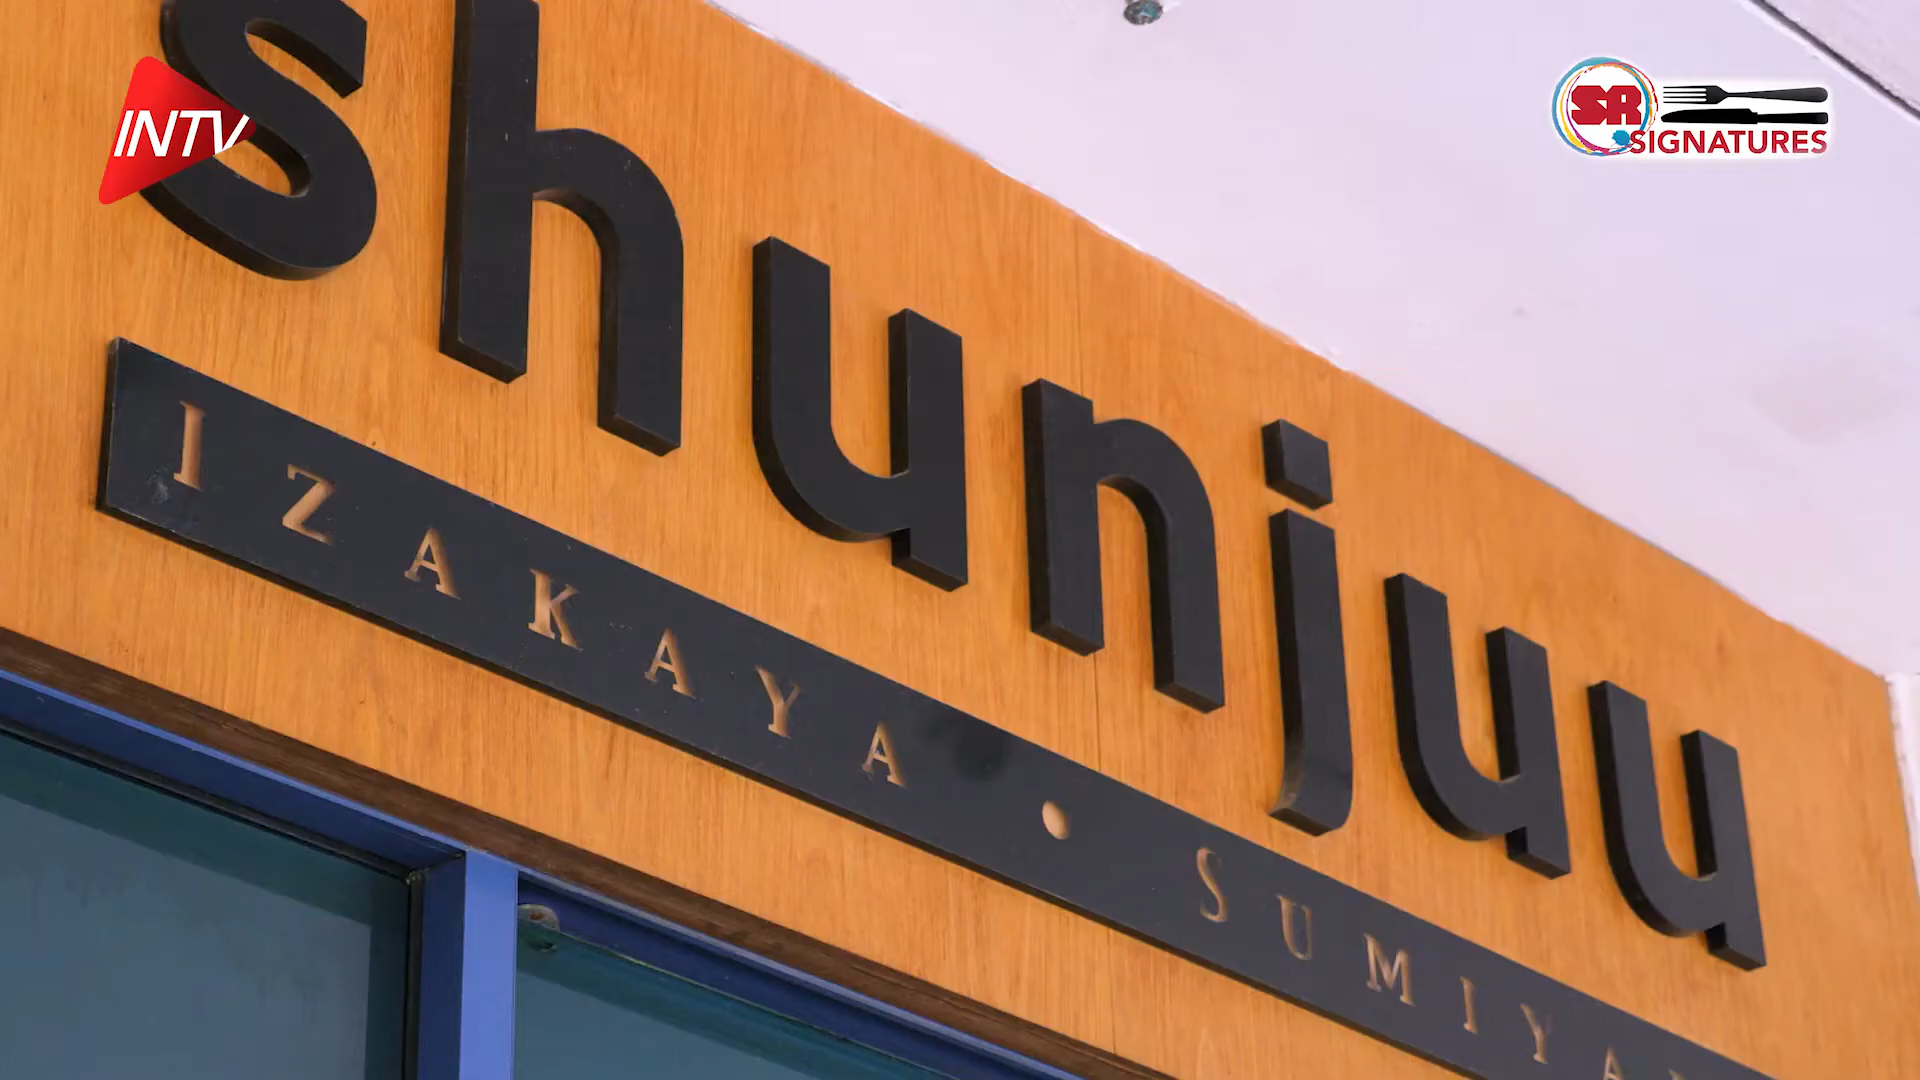 INTV
SR
SIGNATURES
shunjuu
IZAKAYA • SUMIYA